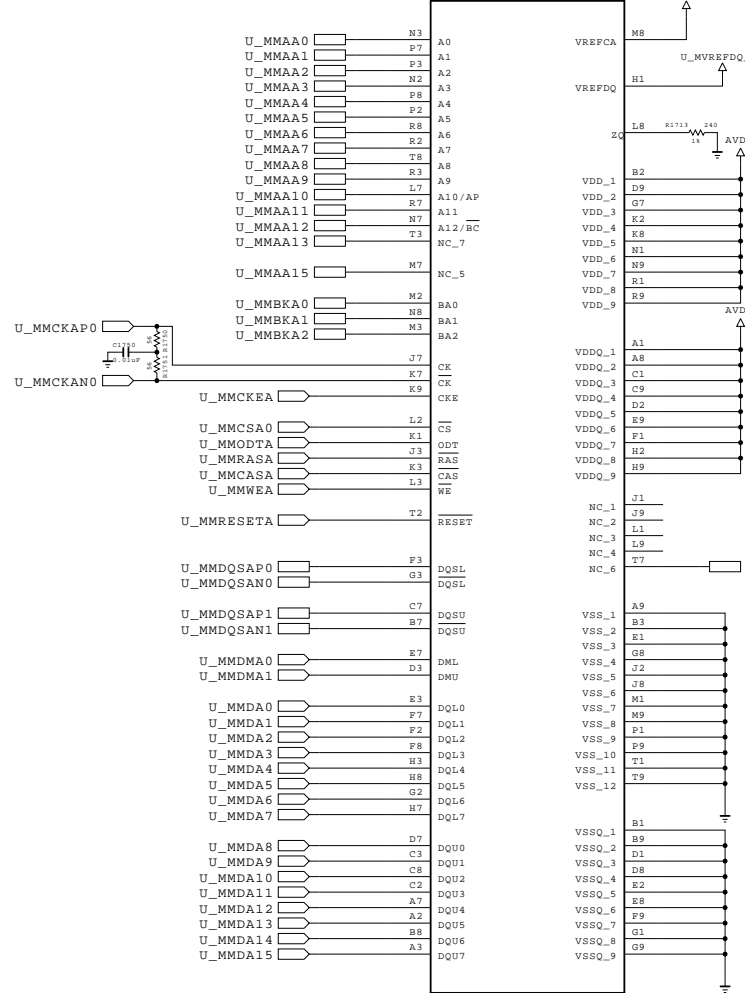 U_MMAA0 N3 A0
U_MMAA1 P7 A1
U_MMAA2 P3 A2
U_MMAA3 N2 A3
U_MMAA4 P8 A4
U_MMAA5 P2 A5
U_MMAA6 R8 A6
U_MMAA7 R2 A7
U_MMAA8 T8 A8
U_MMAA9 R3 A9
U_MMAA10 L7 A10/AP
U_MMAA11 R7 A11
U_MMAA12 N7 A12/BC
U_MMAA13 T3 NC_7
U_MMAA15 M7 NC_5
U_MMBKA0 M2 BA0
U_MMBKA1 N8 BA1
U_MMBKA2 M3 BA2
U_MMCKAP0
C1750
0.01uF
56
R1750
56
R1751
U_MMCKAN0
J7 CK
K7 CK
U_MMCKEA K9 CKE
U_MMCSA0 L2 CS
U_MMODTA K1 ODT
U_MMRASA J3 RAS
U_MMCASA K3 CAS
U_MMWEA L3 WE
U_MMRESETA T2 RESET
U_MMDQSAP0 F3 DQSL
U_MMDQSAN0 G3 DQSL
U_MMDQSAP1 C7 DQSU
U_MMDQSAN1 B7 DQSU
U_MMDMA0 E7 DML
U_MMDMA1 D3 DMU
U_MMDA0 E3 DQL0
U_MMDA1 F7 DQL1
U_MMDA2 F2 DQL2
U_MMDA3 F8 DQL3
U_MMDA4 H3 DQL4
U_MMDA5 H8 DQL5
U_MMDA6 G2 DQL6
U_MMDA7 H7 DQL7
U_MMDA8 D7 DQU0
U_MMDA9 C3 DQU1
U_MMDA10 C8 DQU2
U_MMDA11 C2 DQU3
U_MMDA12 A7 DQU4
U_MMDA13 A2 DQU5
U_MMDA14 B8 DQU6
U_MMDA15 A3 DQU7
VREFCA M8
U_MVREFDQ_
VREFDQ H1
ZQ L8 R1713 240
1%
AVD
VDD_1 B2
VDD_2 D9
VDD_3 G7
VDD_4 K2
VDD_5 K8
VDD_6 N1
VDD_7 N9
VDD_8 R1
VDD_9 R9
AVD
VDDQ_1 A1
VDDQ_2 A8
VDDQ_3 C1
VDDQ_4 C9
VDDQ_5 D2
VDDQ_6 E9
VDDQ_7 F1
VDDQ_8 H2
VDDQ_9 H9
NC_1 J1
NC_2 J9
NC_3 L1
NC_4 L9
NC_6 T7
VSS_1 A9
VSS_2 B3
VSS_3 E1
VSS_4 G8
VSS_5 J2
VSS_6 J8
VSS_7 M1
VSS_8 M9
VSS_9 P1
VSS_10 P9
VSS_11 T1
VSS_12 T9
VSSQ_1 B1
VSSQ_2 B9
VSSQ_3 D1
VSSQ_4 D8
VSSQ_5 E2
VSSQ_6 E8
VSSQ_7 F9
VSSQ_8 G1
VSSQ_9 G9